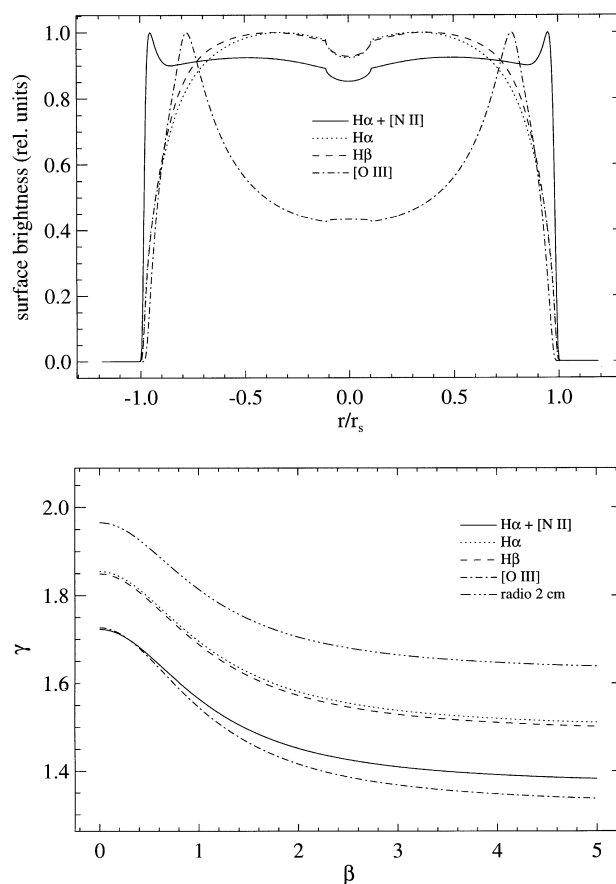 surface brightness (rel. units)
1.0
0.8
0.6
0.4
0.2
0.0
Hα + [N II]
Hα
Hβ
[O III]
-1.0
-0.5
0.0
0.5
1.0
r/rs
γ
2.0
1.8
1.6
1.4
Hα + [N II]
Hα
Hβ
[O III]
radio 2 cm
0
1
2
3
4
5
β